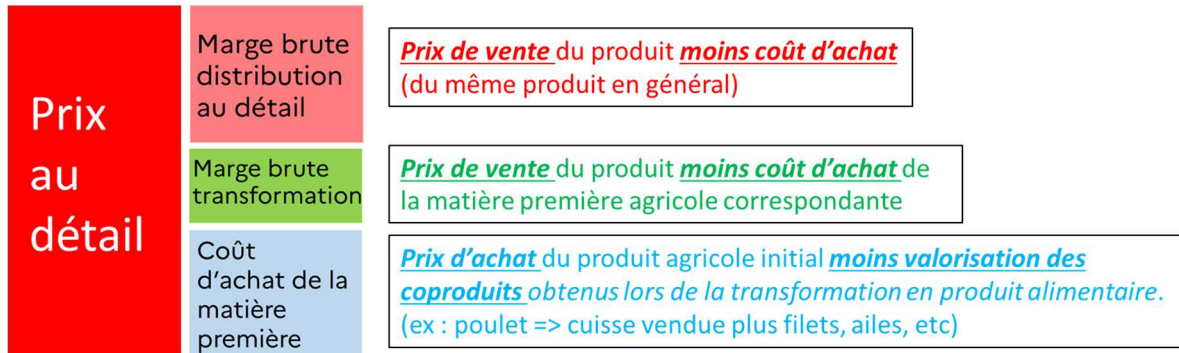 Prix
au
détail
Marge brute
distribution
au détail
Prix de vente du produit moins coût d'achat
(du même produit en général)
Marge brute
transformation
Prix de vente du produit moins coût d'achat de
la matière première agricole correspondante
Coût
d'achat de la
matière
première
Prix d'achat du produit agricole initial moins valorisation des
coproduits obtenus lors de la transformation en produit alimentaire.
(ex : poulet => cuisse vendue plus filets, ailes, etc)